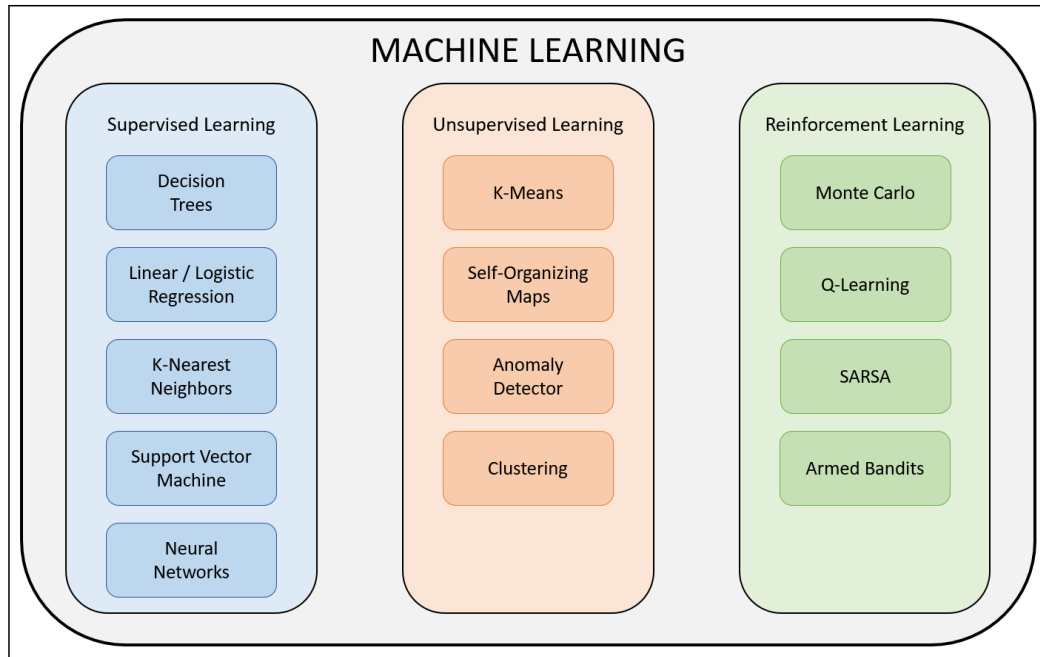 MACHINE LEARNING
Supervised Learning
Decision
Trees
Linear / Logistic
Regression
K-Nearest
Neighbors
Support Vector
Machine
Neural
Networks
Unsupervised Learning
K-Means
Self-Organizing
Maps
Anomaly
Detector
Clustering
Reinforcement Learning
Monte Carlo
Q-Learning
SARSA
Armed Bandits